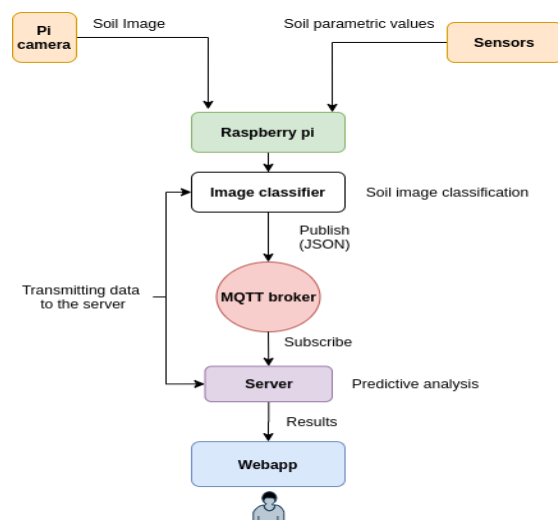 Pi
camera
Soil Image
Soil parametric values
Sensors
Raspberry pi
Image classifier
Soil image classification
Publish
(JSON)
Transmitting data
to the server
MQTT broker
Subscribe
Server
Predictive analysis
Results
Webapp